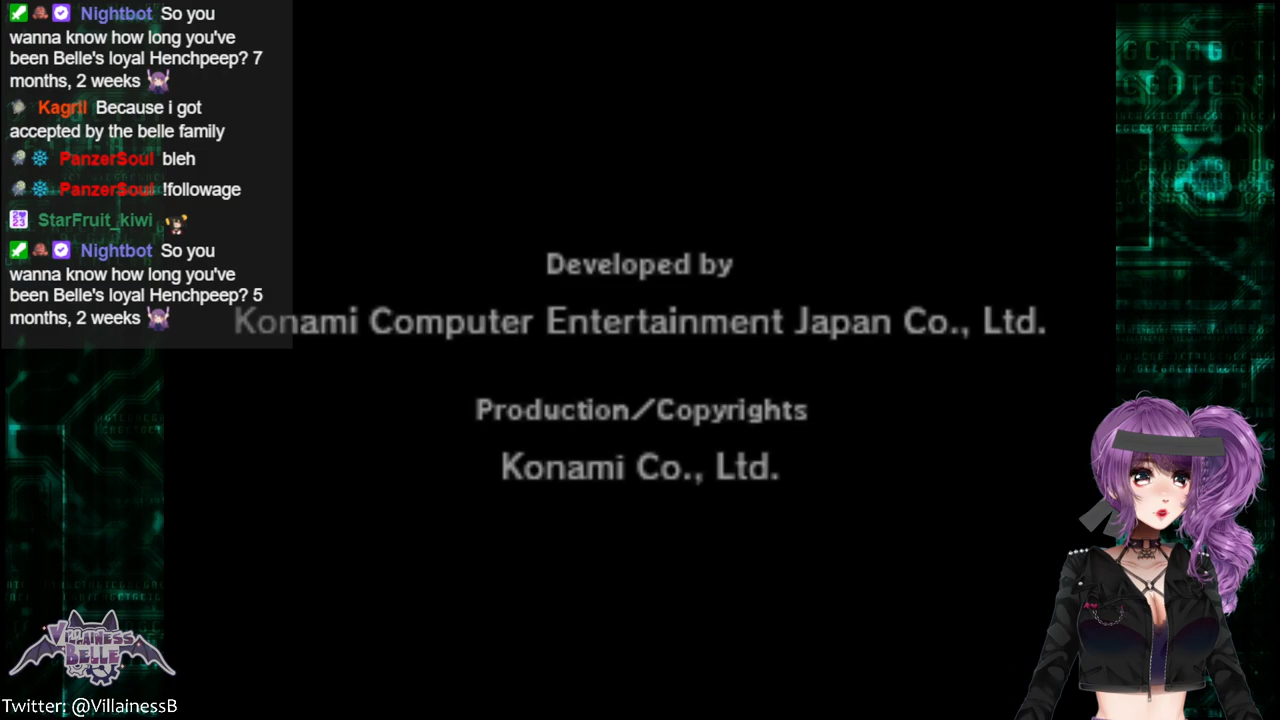 Nightbot So you
wanna know how long you've
been Belle's loyal Henchpeep? 7
months, 2 weeks
Kagril Because i got
accepted by the belle family
PanzerSoul bleh
PanzerSoul !followage
StarFruit_kiwi
Nightbot So you
wanna know how long you've
been Belle's loyal Henchpeep? 5
months, 2 weeks
Developed by
Konami Computer Entertainment Japan Co., Ltd.
Production／Copyrights
Konami Co., Ltd.
VILLAINESS
BELLE
Twitter: @VillainessB